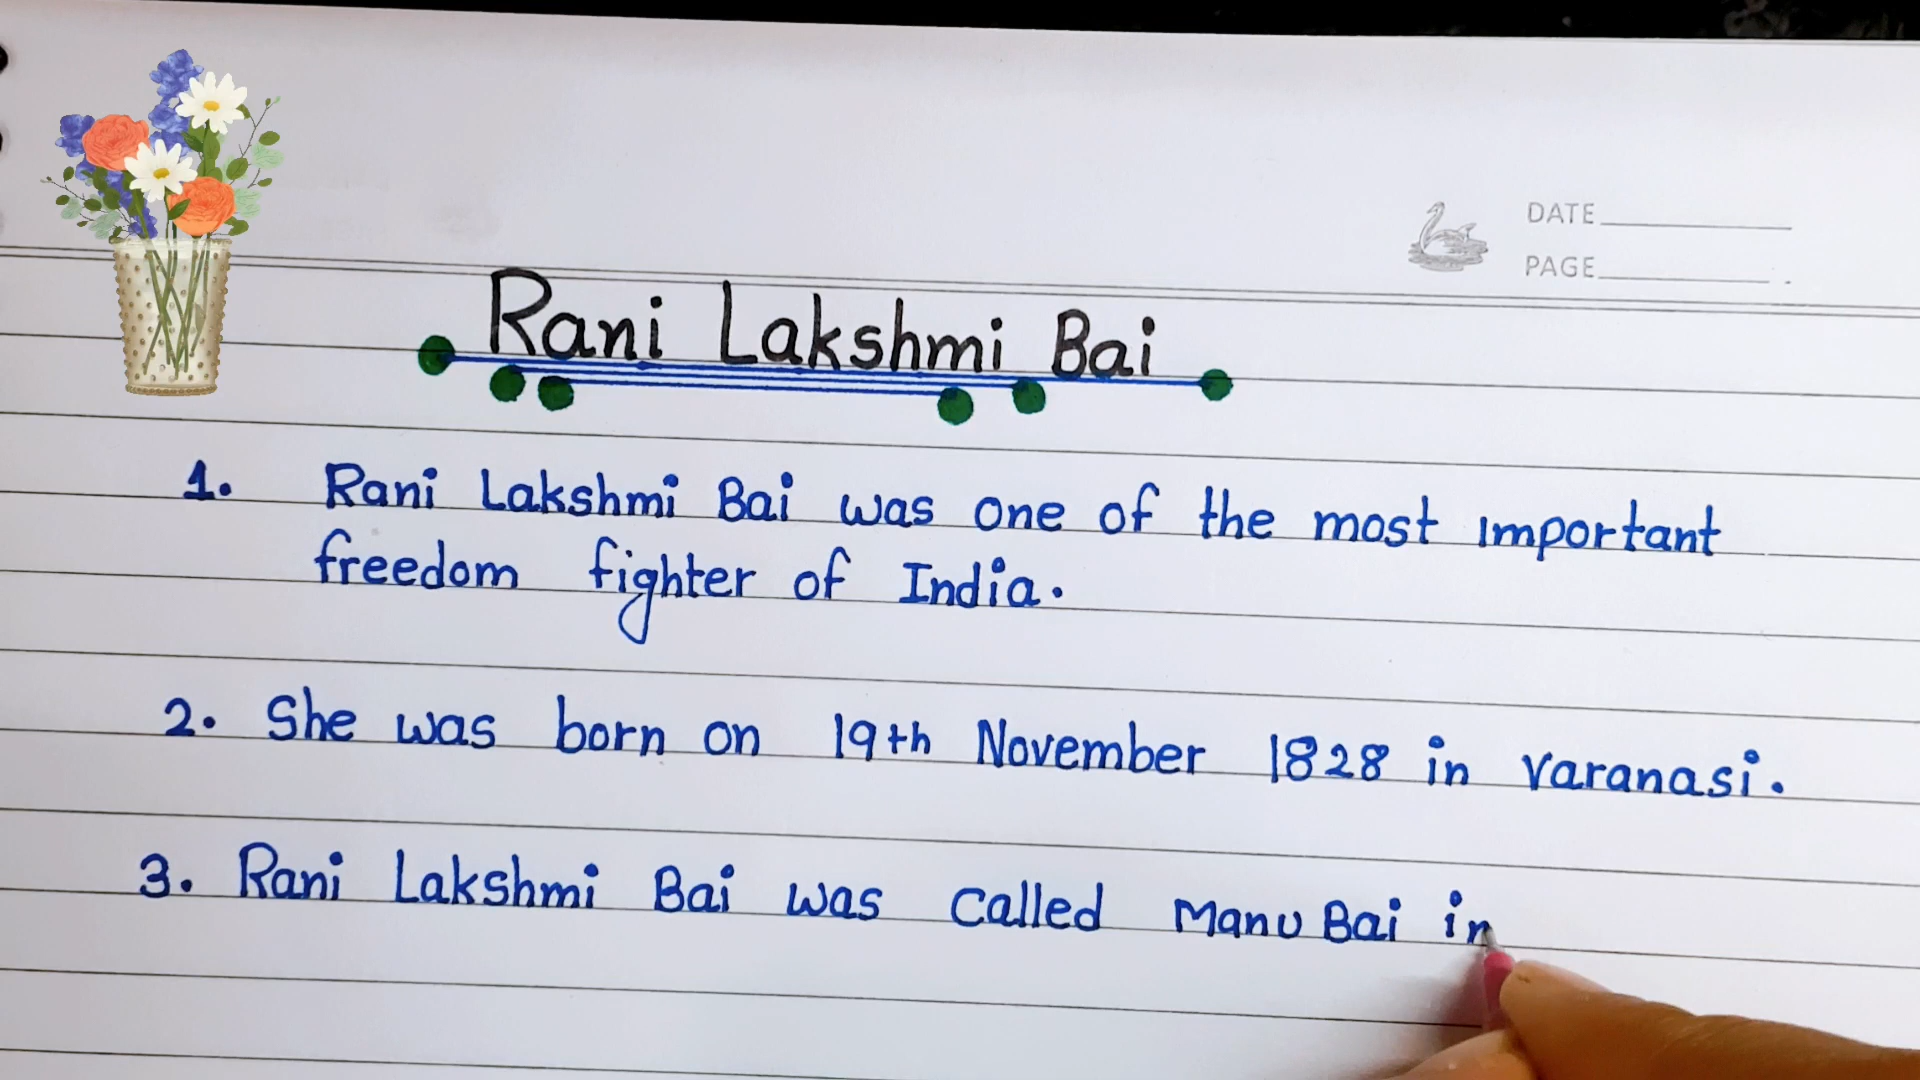 DATE
PAGE
Rani Lakshmi Bai
1. Rani Lakshmi Bai was one of the most important
freedom fighter of India.
2. She was born on 19th November 1828 in varanasi.
3. Rani Lakshmi Bai was called Manu Bai in